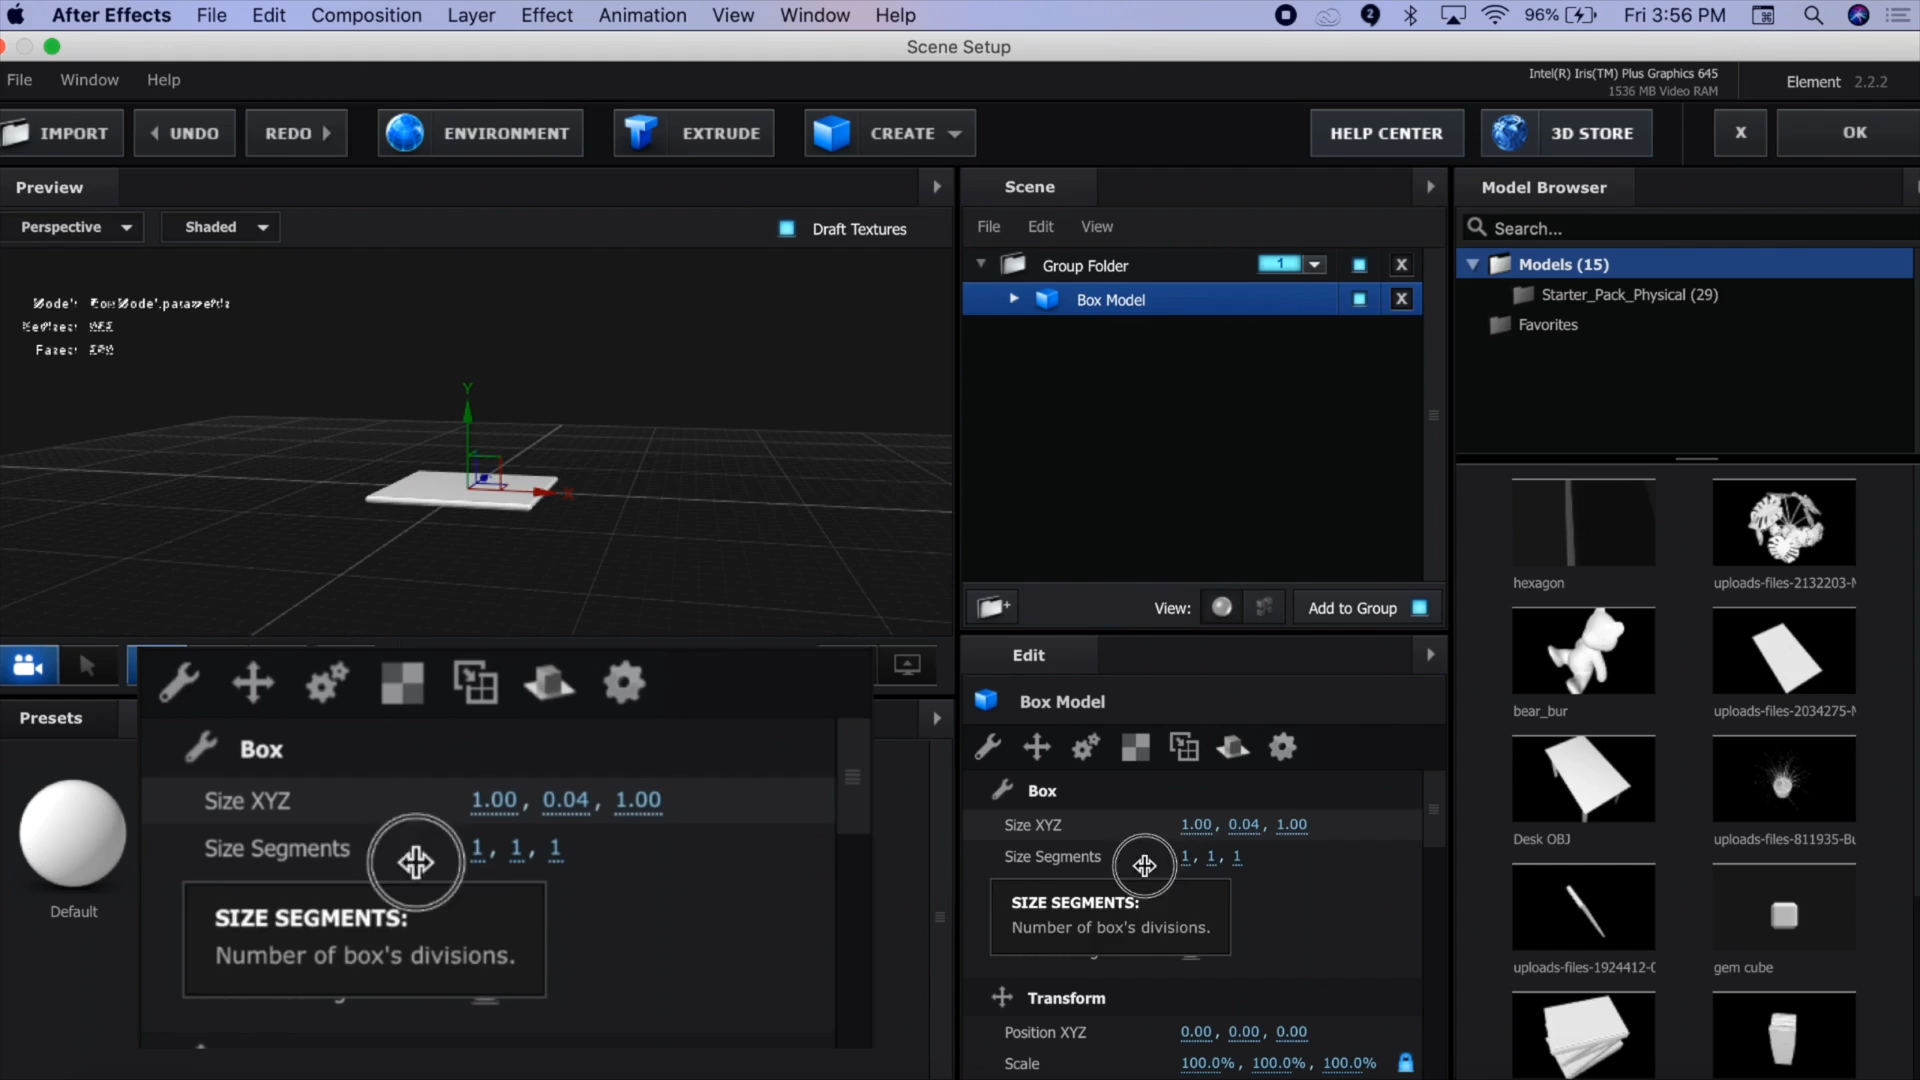 After Effects File Edit Composition Layer Effect Animation View Window Help 2 96% Fri 3:56 PM
Scene Setup
File Window Help
Intel(R) Iris(TM) Plus Graphics 645
1536 MB Video RAM
Element 2.2.2
IMPORT UNDO REDO ENVIRONMENT EXTRUDE CREATE HELP CENTER 3D STORE X OK
Preview
Perspective Shaded Draft Textures
Y
Scene
File Edit View
Group Folder 1 X
Box Model X
View: Add to Group
Model Browser
Search...
Models (15)
Starter_Pack_Physical (29)
Favorites
hexagon
uploads-files-2132203-
bear_bur
uploads-files-2034275-
Desk OBJ
uploads-files-811935-Bu
uploads-files-1924412-
gem cube
Presets
Default
Box
Size XYZ 1.00, 0.04, 1.00
Size Segments 1, 1, 1
SIZE SEGMENTS:
Number of box's divisions.
Edit
Box Model
Box
Size XYZ 1.00, 0.04, 1.00
Size Segments 1, 1, 1
SIZE SEGMENTS:
Number of box's divisions.
Transform
Position XYZ 0.00, 0.00, 0.00
Scale 100.0%, 100.0%, 100.0%